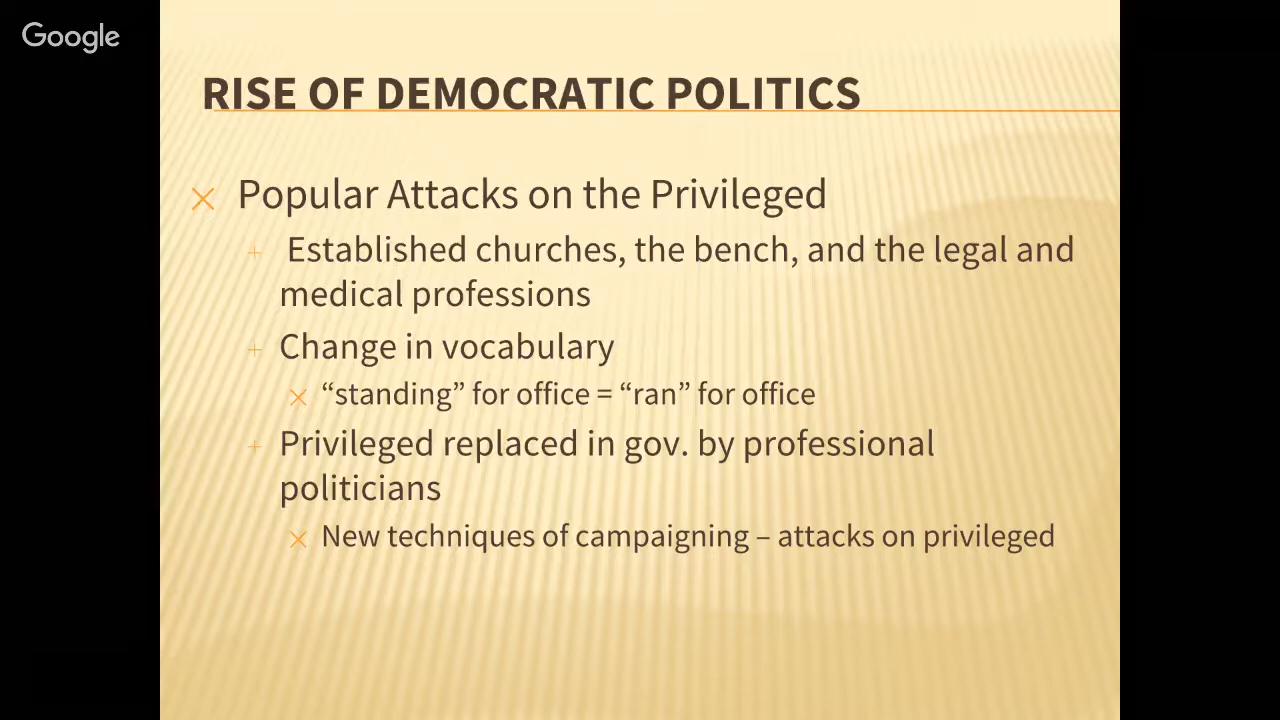 Google
RISE OF DEMOCRATIC POLITICS
Popular Attacks on the Privileged
Established churches, the bench, and the legal and
medical professions
Change in vocabulary
“standing” for office = “ran” for office
Privileged replaced in gov. by professional
politicians
New techniques of campaigning – attacks on privileged